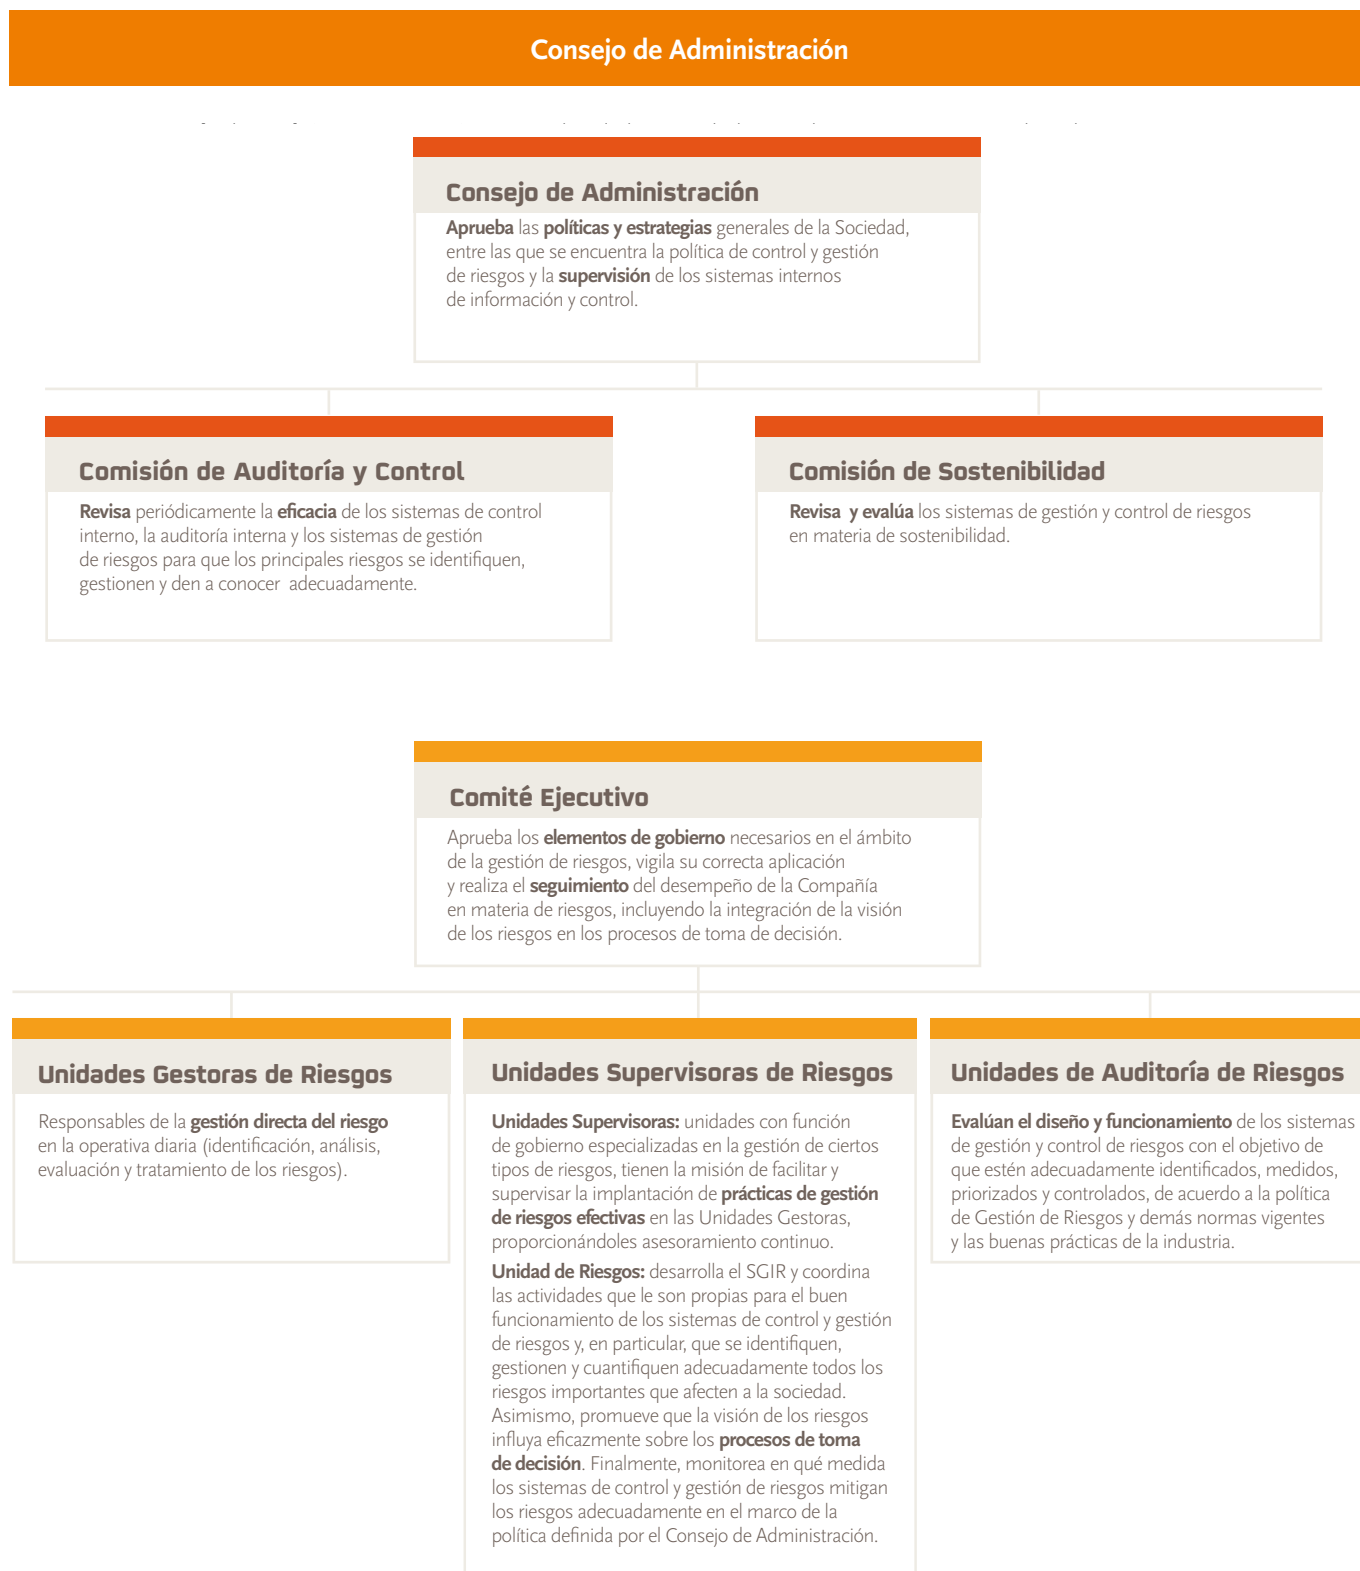 Consejo de Administración
Consejo de Administración
Aprueba las políticas y estrategias generales de la Sociedad,
entre las que se encuentra la política de control y gestión
de riesgos y la supervisión de los sistemas internos
de información y control.
Comisión de Auditoría y Control
Revisa periódicamente la eficacia de los sistemas de control
interno, la auditoría interna y los sistemas de gestión
de riesgos para que los principales riesgos se identifiquen,
gestionen y den a conocer adecuadamente.
Comisión de Sostenibilidad
Revisa y evalúa los sistemas de gestión y control de riesgos
en materia de sostenibilidad.
Comité Ejecutivo
Aprueba los elementos de gobierno necesarios en el ámbito
de la gestión de riesgos, vigila su correcta aplicación
y realiza el seguimiento del desempeño de la Compañía
en materia de riesgos, incluyendo la integración de la visión
de los riesgos en los procesos de toma de decisión.
Unidades Gestoras de Riesgos
Responsables de la gestión directa del riesgo
en la operativa diaria (identificación, análisis,
evaluación y tratamiento de los riesgos).
Unidades Supervisoras de Riesgos
Unidades Supervisoras: unidades con función
de gobierno especializadas en la gestión de ciertos
tipos de riesgos, tienen la misión de facilitar y
supervisar la implantación de prácticas de gestión
de riesgos efectivas en las Unidades Gestoras,
proporcionándoles asesoramiento continuo.
Unidad de Riesgos: desarrolla el SGIR y coordina
las actividades que le son propias para el buen
funcionamiento de los sistemas de control y gestión
de riesgos y, en particular, que se identifiquen,
gestionen y cuantifiquen adecuadamente todos los
riesgos importantes que afecten a la sociedad.
Asimismo, promueve que la visión de los riesgos
influya eficazmente sobre los procesos de toma
de decisión. Finalmente, monitorea en qué medida
los sistemas de control y gestión de riesgos mitigan
los riesgos adecuadamente en el marco de la
política definida por el Consejo de Administración.
Unidades de Auditoría de Riesgos
Evalúan el diseño y funcionamiento de los sistemas
de gestión y control de riesgos con el objetivo de
que estén adecuadamente identificados, medidos,
priorizados y controlados, de acuerdo a la política
de Gestión de Riesgos y demás normas vigentes
y las buenas prácticas de la industria.